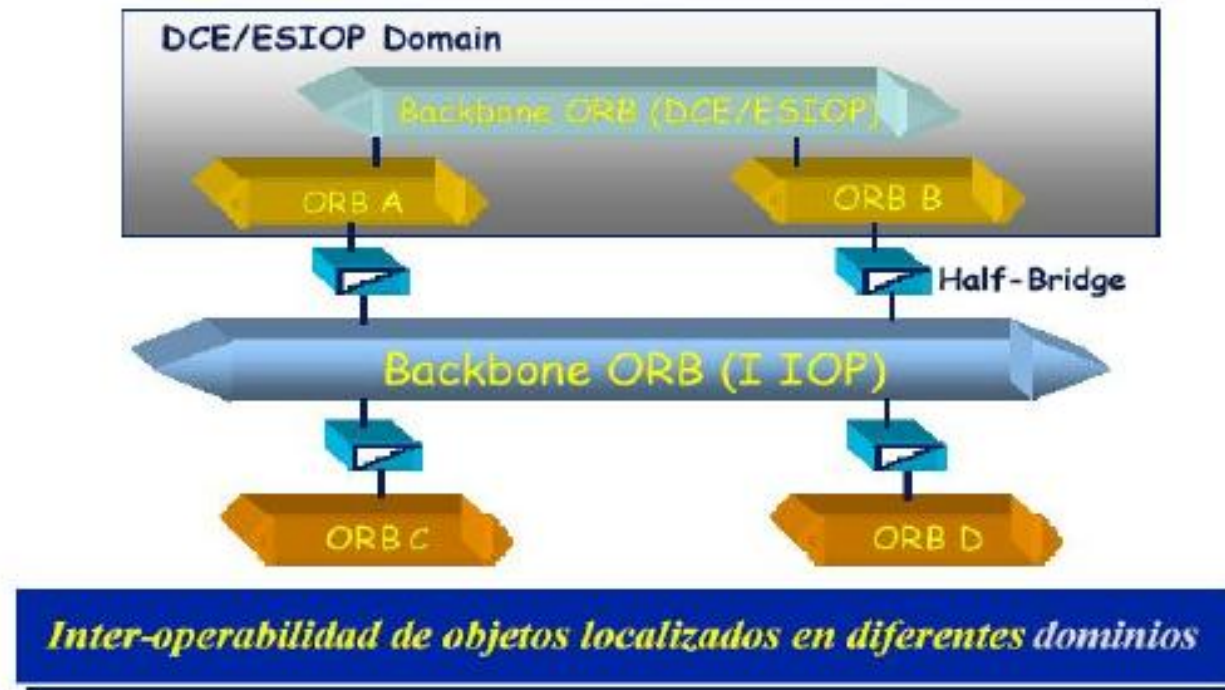 DCE/ESIOP Domain
Backbone ORB (DCE/ESIOP)
ORB A
ORB B
Half-Bridge
Backbone ORB (I IOP)
ORB C
ORB D
Inter-operabilidad de objetos localizados en diferentes dominios